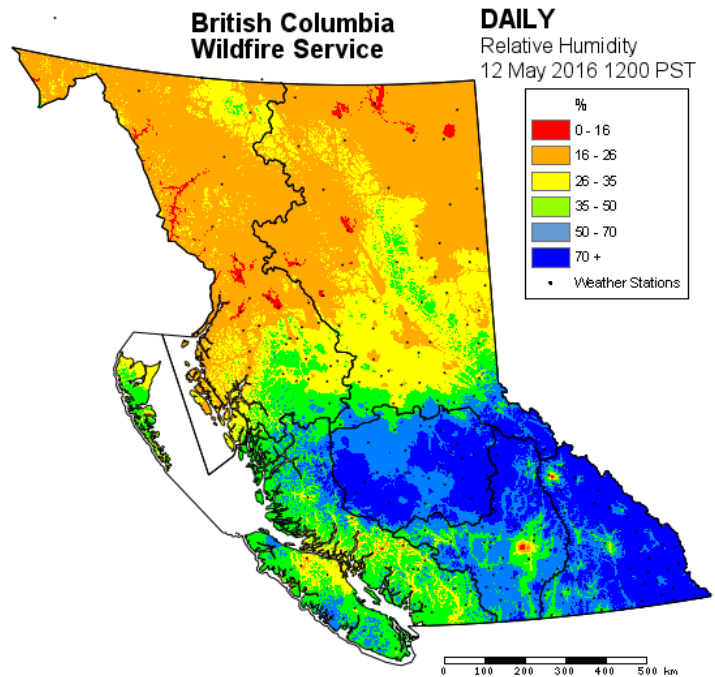 British Columbia
Wildfire Service
DAILY
Relative Humidity
12 May 2016 1200 PST
%
0 - 16
16 - 26
26 - 35
35 - 50
50 - 70
70 +
Weather Stations
0 100 200 300 400 500 km